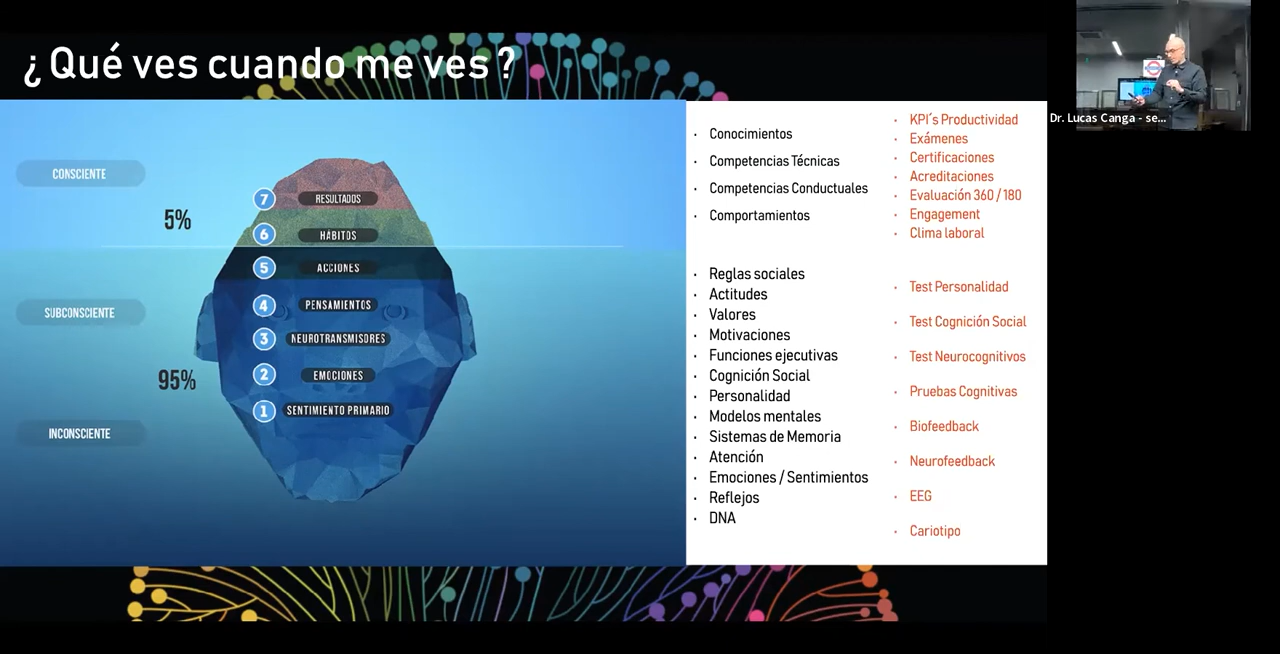 ¿ Qué ves cuando me ves ?
CONSCIENTE
5%
SUBCONSCIENTE
95%
INCONSCIENTE
7 RESULTADOS
6 HÁBITOS
5 ACCIONES
4 PENSAMIENTOS
3 NEUROTRANSMISORES
2 EMOCIONES
1 SENTIMIENTO PRIMARIO
· Conocimientos
· Competencias Técnicas
· Competencias Conductuales
· Comportamientos
· Reglas sociales
· Actitudes
· Valores
· Motivaciones
· Funciones ejecutivas
· Cognición Social
· Personalidad
· Modelos mentales
· Sistemas de Memoria
· Atención
· Emociones / Sentimientos
· Reflejos
· DNA
· KPI´s Productividad
· Exámenes
· Certificaciones
· Acreditaciones
· Evaluación 360 / 180
· Engagement
· Clima laboral
· Test Personalidad
· Test Cognición Social
· Test Neurocognitivos
· Pruebas Cognitivas
· Biofeedback
· Neurofeedback
· EEG
· Cariotipo
Dr. Lucas Canga - se...